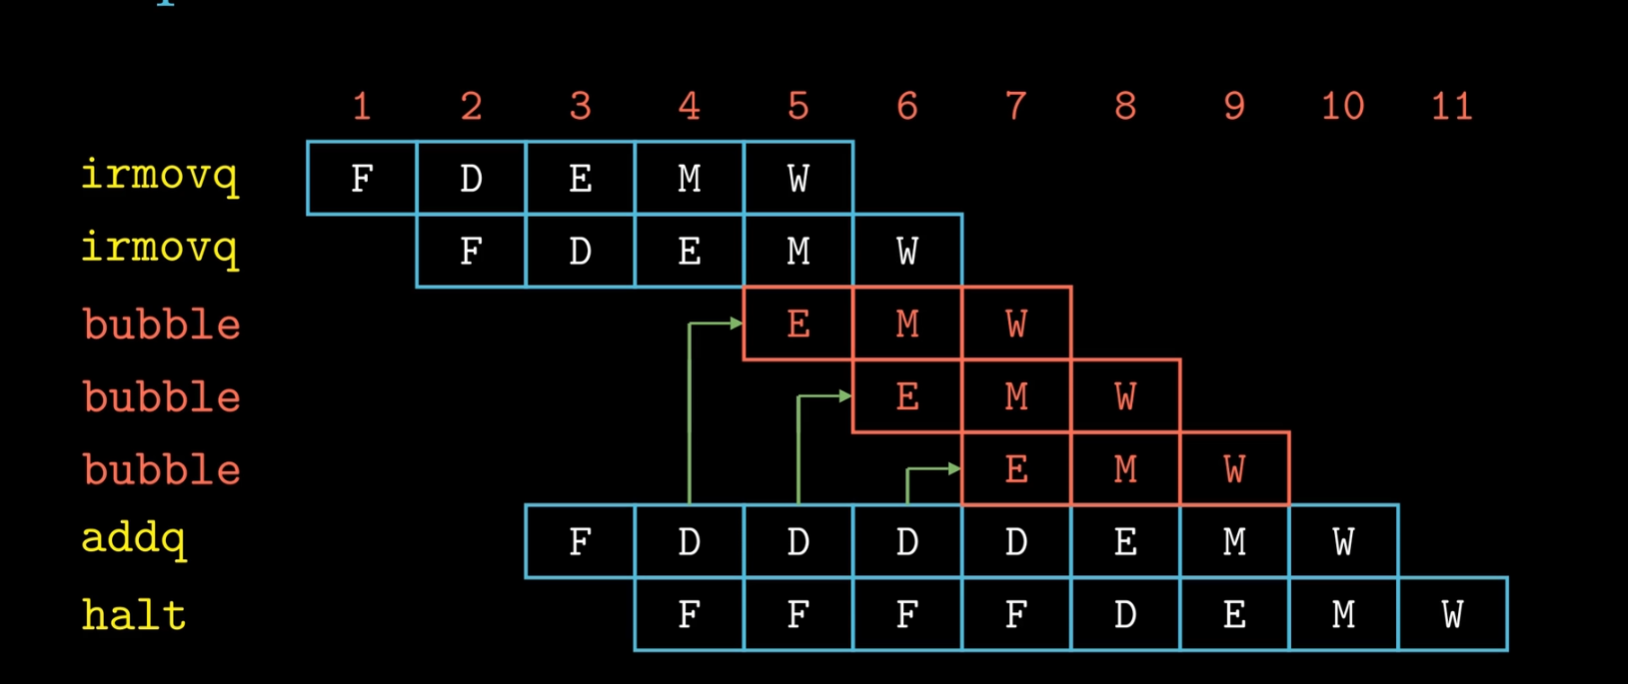 1 2 3 4 5 6 7 8 9 10 11
irmovq F D E M W
irmovq F D E M W
bubble E M W
bubble E M W
bubble E M W
addq F D D D D E M W
halt F F F F D E M W